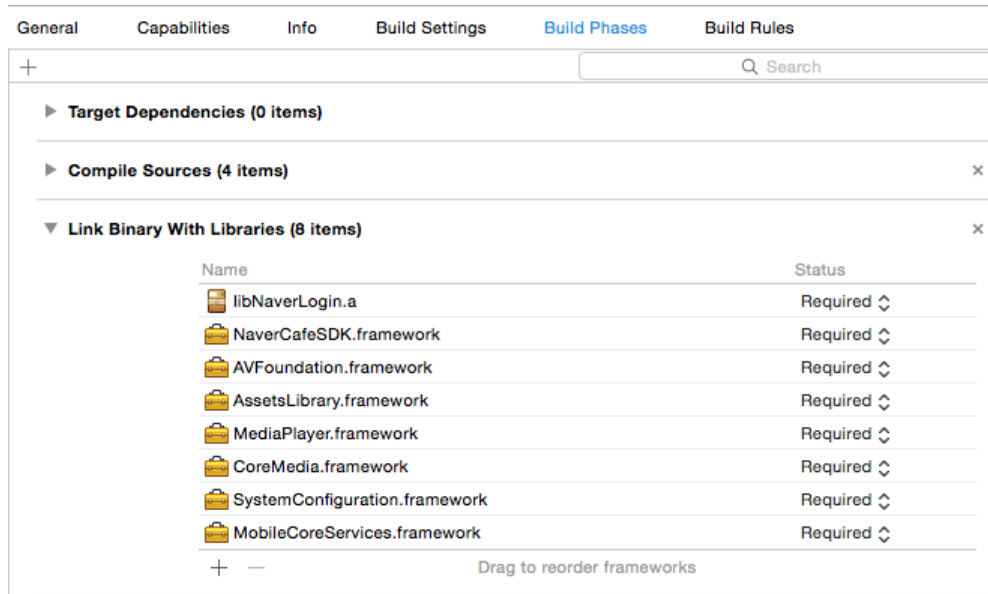 General Capabilities Info Build Settings Build Phases Build Rules
Search
Target Dependencies (0 items)
Compile Sources (4 items)
Link Binary With Libraries (8 items)
Name Status
libNaverLogin.a Required
NaverCafeSDK.framework Required
AVFoundation.framework Required
AssetsLibrary.framework Required
MediaPlayer.framework Required
CoreMedia.framework Required
SystemConfiguration.framework Required
MobileCoreServices.framework Required
Drag to reorder frameworks